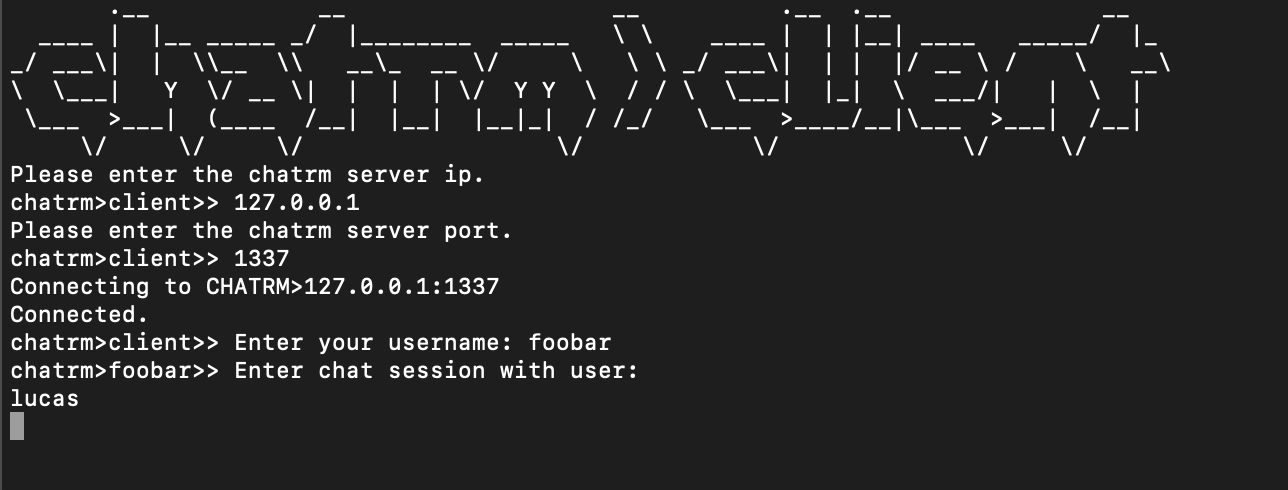 chatrm>client
Please enter the chatrm server ip.
chatrm>client>> 127.0.0.1
Please enter the chatrm server port.
chatrm>client>> 1337
Connecting to CHATRM>127.0.0.1:1337
Connected.
chatrm>client>> Enter your username: foobar
chatrm>foobar>> Enter chat session with user:
lucas